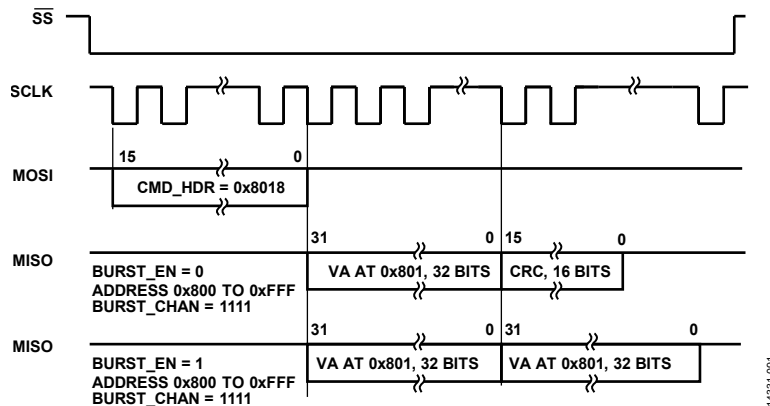 SS
SCLK
15 0
MOSI
CMD_HDR = 0x8018
31 0 15 0
MISO
VA AT 0x801, 32 BITS CRC, 16 BITS
BURST_EN = 0
ADDRESS 0x800 TO 0xFFF
BURST_CHAN = 1111
31 0 31 0
MISO
VA AT 0x801, 32 BITS VA AT 0x801, 32 BITS
BURST_EN = 1
ADDRESS 0x800 TO 0xFFF
BURST_CHAN = 1111